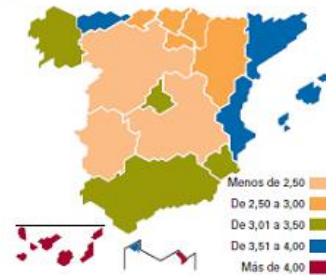 Menos de 2,50
De 2,50 a 3,00
De 3,01 a 3,50
De 3,51 a 4,00
Más de 4,00